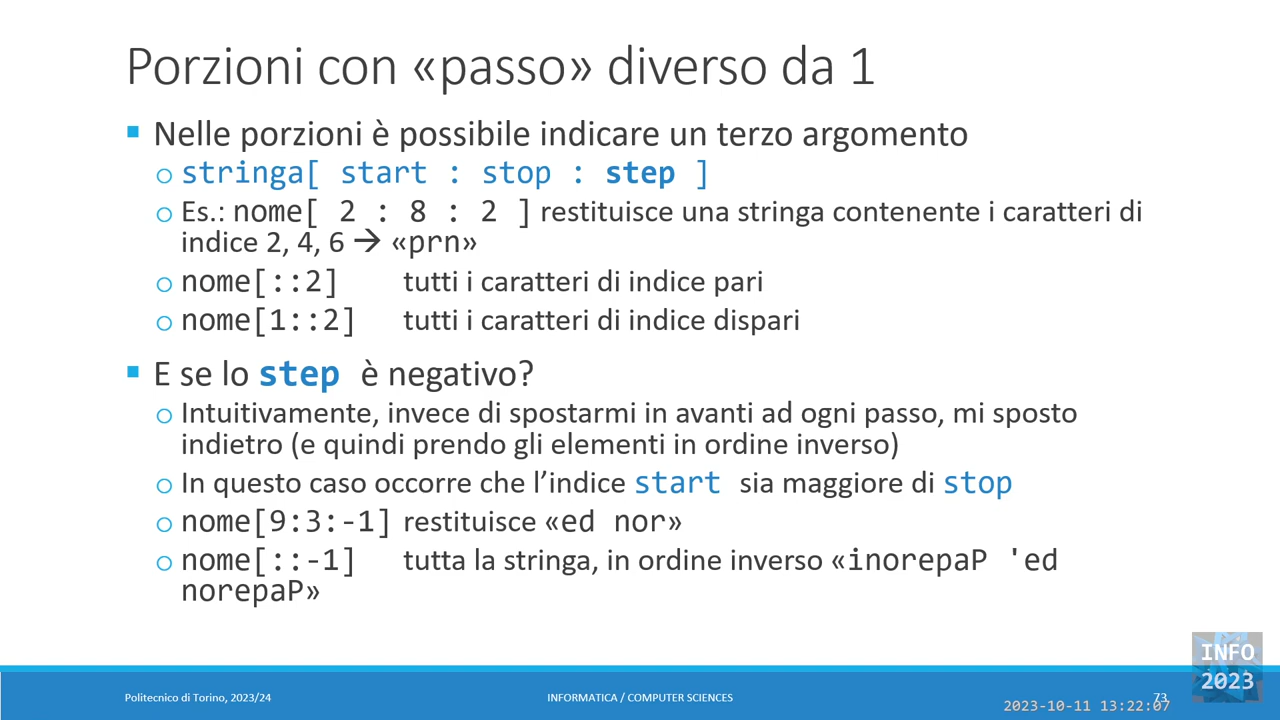 Porzioni con «passo» diverso da 1
Nelle porzioni è possibile indicare un terzo argomento
stringa[ start : stop : step ]
Es.: nome[ 2 : 8 : 2 ] restituisce una stringa contenente i caratteri di
indice 2, 4, 6 → «prn»
nome[::2] tutti i caratteri di indice pari
nome[1::2] tutti i caratteri di indice dispari
E se lo step è negativo?
Intuitivamente, invece di spostarmi in avanti ad ogni passo, mi sposto
indietro (e quindi prendo gli elementi in ordine inverso)
In questo caso occorre che l’indice start sia maggiore di stop
nome[9:3:-1] restituisce «ed nor»
nome[::-1] tutta la stringa, in ordine inverso «inorepaP 'ed
norepaP»
Politecnico di Torino, 2023/24
INFORMATICA / COMPUTER SCIENCES
73
INFO
2023
2023-10-11 13:22:07